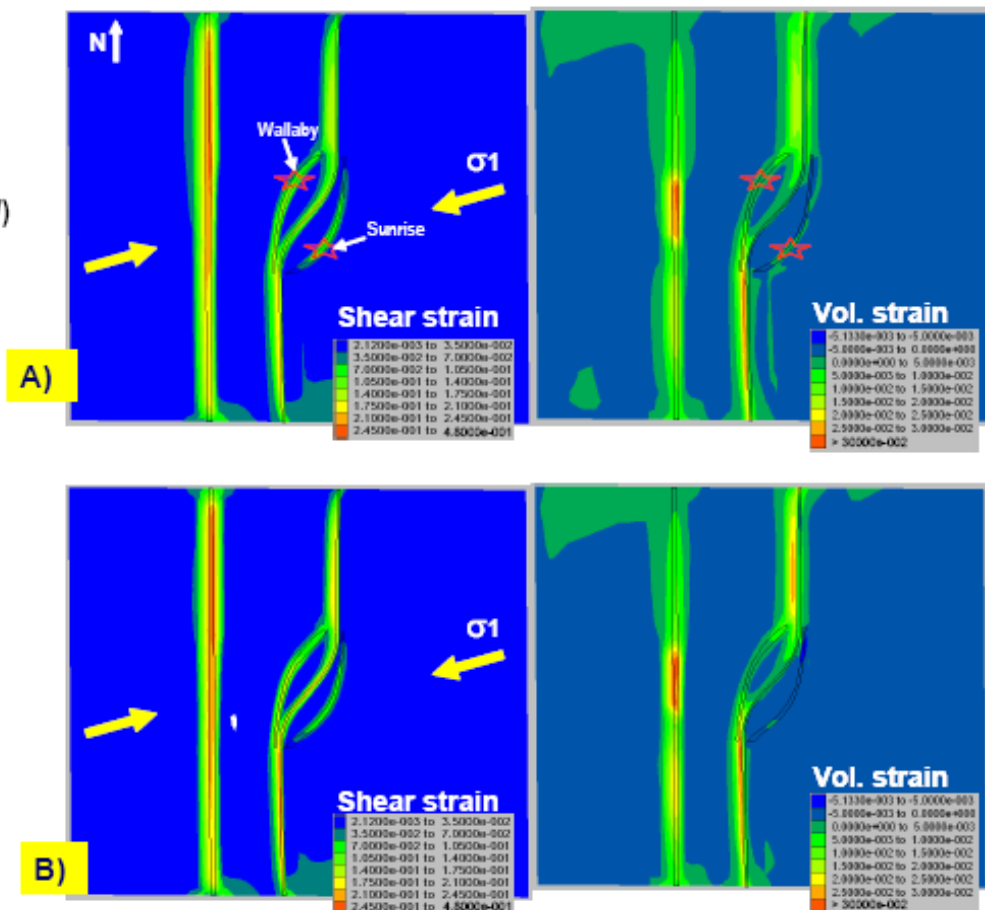 N
Wallaby
σ1
Sunrise
)
Shear strain
2.1200e-003 to 3.5000e-002
3.5000e-002 to 7.0000e-002
7.0000e-002 to 1.0500e-001
1.0500e-001 to 1.4000e-001
1.4000e-001 to 1.7500e-001
1.7500e-001 to 2.1000e-001
2.1000e-001 to 2.4500e-001
2.4500e-001 to 4.8000e-001
Vol. strain
-5.1330e-003 to -5.0000e-003
-5.0000e-003 to 0.0000e+000
0.0000e+000 to 5.0000e-003
5.0000e-003 to 1.0000e-002
1.0000e-002 to 1.5000e-002
1.5000e-002 to 2.0000e-002
2.0000e-002 to 2.5000e-002
2.5000e-002 to 3.0000e-002
> 30000e-002
A)
σ1
Shear strain
2.1200e-003 to 3.5000e-002
3.5000e-002 to 7.0000e-002
7.0000e-002 to 1.0500e-001
1.0500e-001 to 1.4000e-001
1.4000e-001 to 1.7500e-001
1.7500e-001 to 2.1000e-001
2.1000e-001 to 2.4500e-001
2.4500e-001 to 4.8000e-001
Vol. strain
-5.1330e-003 to -5.0000e-003
-5.0000e-003 to 0.0000e+000
0.0000e+000 to 5.0000e-003
5.0000e-003 to 1.0000e-002
1.0000e-002 to 1.5000e-002
1.5000e-002 to 2.0000e-002
2.0000e-002 to 2.5000e-002
2.5000e-002 to 3.0000e-002
> 30000e-002
B)